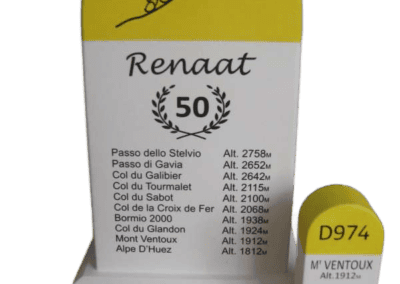 Renaat
50
Passo dello Stelvio Alt. 2758M
Passo di Gavia Alt. 2652M
Col du Galibier Alt. 2642M
Col du Tourmalet Alt. 2115M
Col du Sabot Alt. 2100M
Col de la Croix de Fer Alt. 2068M
Bormio 2000 Alt. 1938M
Col du Glandon Alt. 1924M
Mont Ventoux Alt. 1912M
Alpe D'Huez Alt. 1812M
D974
M' VENTOUX
Alt.1912M